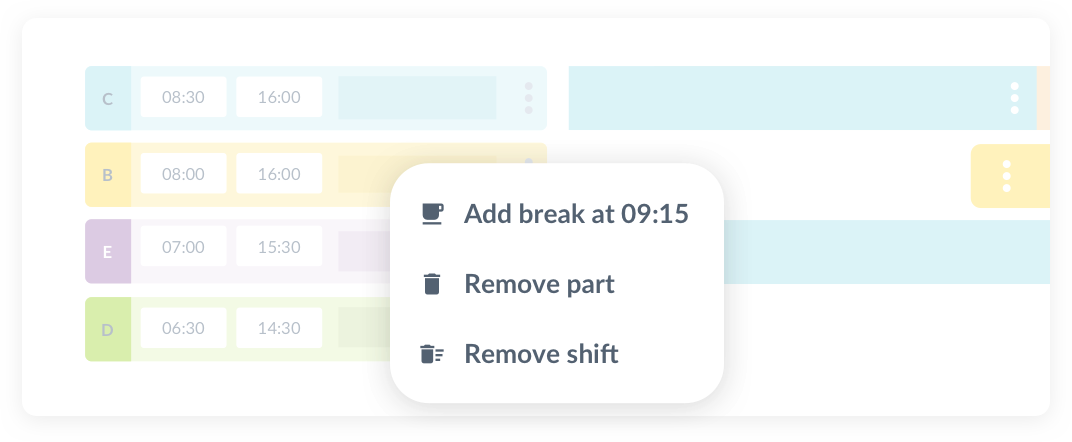 C 08:30 16:00
B 08:00 16:00
E 07:00 15:30
D 06:30 14:30
Add break at 09:15
Remove part
Remove shift